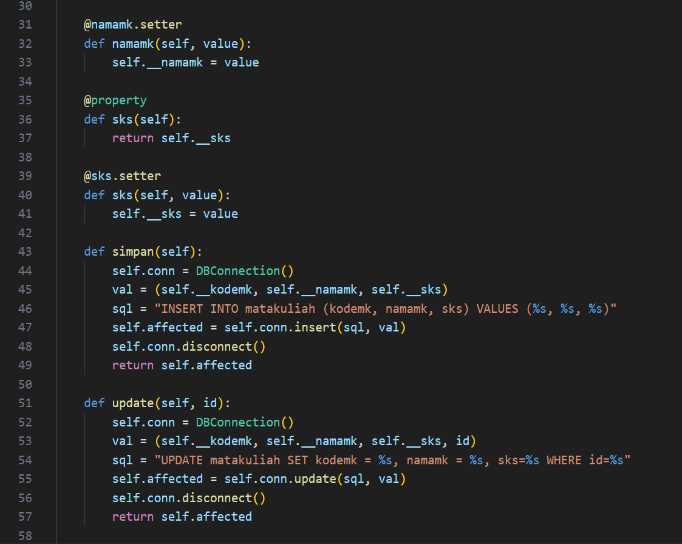 30
31 @namamk.setter
32 def namamk(self, value):
33 self.__namamk = value
34
35 @property
36 def sks(self):
37 return self.__sks
38
39 @sks.setter
40 def sks(self, value):
41 self.__sks = value
42
43 def simpan(self):
44 self.conn = DBConnection()
45 val = (self.__kodemk, self.__namamk, self.__sks)
46 sql = "INSERT INTO matakuliah (kodemk, namamk, sks) VALUES (%s, %s, %s)"
47 self.affected = self.conn.insert(sql, val)
48 self.conn.disconnect()
49 return self.affected
50
51 def update(self, id):
52 self.conn = DBConnection()
53 val = (self.__kodemk, self.__namamk, self.__sks, id)
54 sql = "UPDATE matakuliah SET kodemk = %s, namamk = %s, sks=%s WHERE id=%s"
55 self.affected = self.conn.update(sql, val)
56 self.conn.disconnect()
57 return self.affected
58